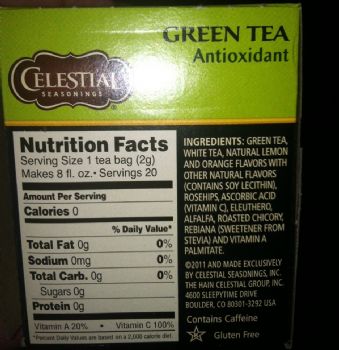 GREEN TEA
Antioxidant
CELESTIAL
SEASONINGS
Nutrition Facts
Serving Size 1 tea bag (2g)
Makes 8 fl. oz. • Servings 20
Amount Per Serving
Calories 0
% Daily Value*
Total Fat 0g 0%
Sodium 0mg 0%
Total Carb. 0g 0%
Sugars 0g
Protein 0g
Vitamin A 20% • Vitamin C 100%
*Percent Daily Values are based on a 2,000 calorie diet.
INGREDIENTS: GREEN TEA,
WHITE TEA, NATURAL LEMON
AND ORANGE FLAVORS WITH
OTHER NATURAL FLAVORS
(CONTAINS SOY LECITHIN),
ROSEHIPS, ASCORBIC ACID
(VITAMIN C), ELEUTHERO,
ALFALFA, ROASTED CHICORY,
REBIANA (SWEETENER FROM
STEVIA) AND VITAMIN A
PALMITATE.
©2011 AND MADE EXCLUSIVELY
BY CELESTIAL SEASONINGS, INC.
THE HAIN CELESTIAL GROUP, INC.
4600 SLEEPYTIME DRIVE
BOULDER, CO 80301-3292 USA
Contains Caffeine
Gluten Free